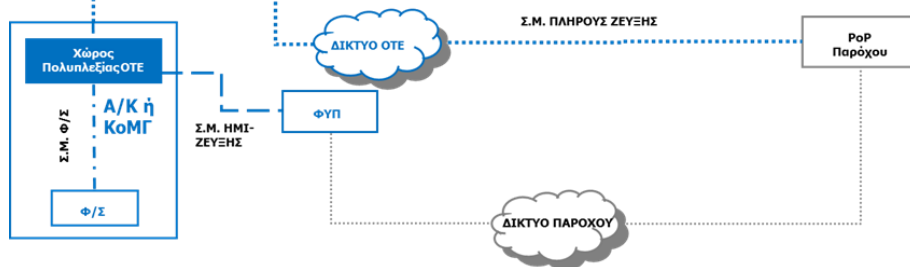 Σ.Μ. ΠΛΗΡΟΥΣ ΖΕΥΞΗΣ
ΔΙΚΤΥΟ ΟΤΕ
PoP
Παρόχου
Χώρος
Πολυπλεξίας ΟΤΕ
Α/Κ ή
ΚοΜΓ
Σ.Μ. Φ/Σ
Σ.Μ. ΗΜΙ-
ΖΕΥΞΗΣ
ΦΥΠ
Φ/Σ
ΔΙΚΤΥΟ ΠΑΡΟΧΟΥ